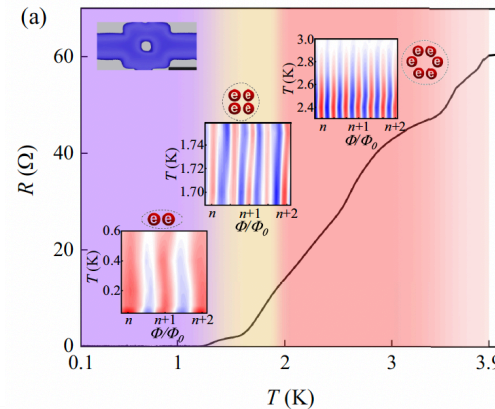 (a)
60
40
20
0
R (Ω)
0.1 1 2 3 3.9
T (K)
3.0
2.8
2.6
2.4
T (K)
n n+1 n+2
Φ/Φ0
e e e e e e
e e
e e
1.74
1.72
1.70
T (K)
n n+1 n+2
Φ/Φ0
e e
0.6
0.4
0.2
T (K)
n n+1 n+2
Φ/Φ0